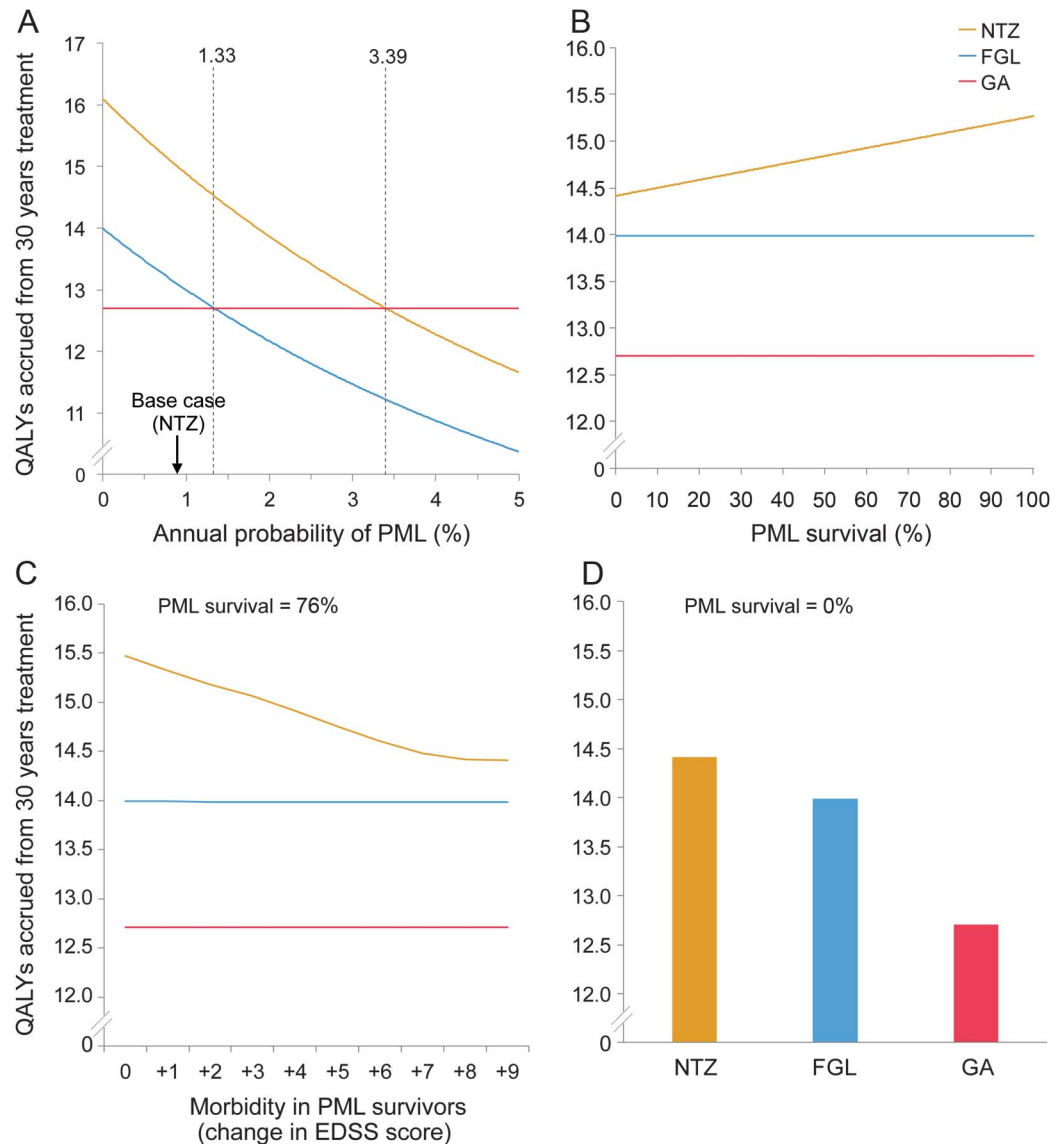 A
QALYs accrued from 30 years treatment
17
16
15
14
13
12
11
0
1.33
3.39
Base case
(NTZ)
0 1 2 3 4 5
Annual probability of PML (%)
B
NTZ
FGL
GA
16.0
15.5
15.0
14.5
14.0
13.5
13.0
12.5
12.0
0
0 10 20 30 40 50 60 70 80 90 100
PML survival (%)
C
PML survival = 76%
QALYs accrued from 30 years treatment
16.0
15.5
15.0
14.5
14.0
13.5
13.0
12.5
12.0
0
0 +1 +2 +3 +4 +5 +6 +7 +8 +9
Morbidity in PML survivors
(change in EDSS score)
D
PML survival = 0%
16.0
15.5
15.0
14.5
14.0
13.5
13.0
12.5
12.0
0
NTZ FGL GA